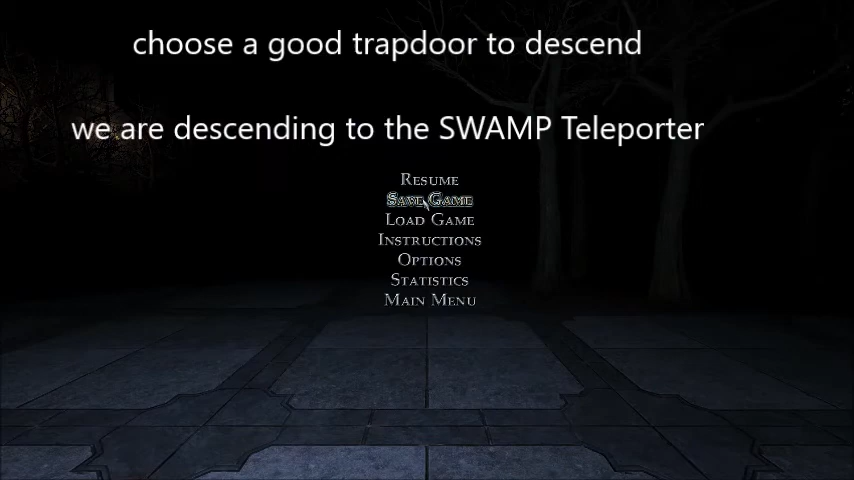 choose a good trapdoor to descend
we are descending to the SWAMP Teleporter
Resume
Save Game
Load Game
Instructions
Options
Statistics
Main Menu